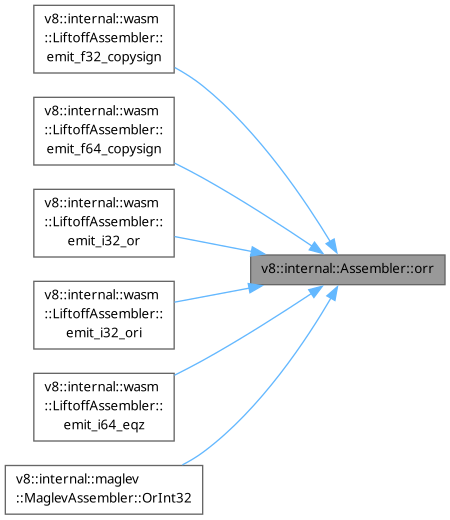 v8::internal::wasm
::LiftoffAssembler::
emit_f32_copysign
v8::internal::wasm
::LiftoffAssembler::
emit_f64_copysign
v8::internal::wasm
::LiftoffAssembler::
emit_i32_or
v8::internal::Assembler::orr
v8::internal::wasm
::LiftoffAssembler::
emit_i32_ori
v8::internal::wasm
::LiftoffAssembler::
emit_i64_eqz
v8::internal::maglev
::MaglevAssembler::OrInt32